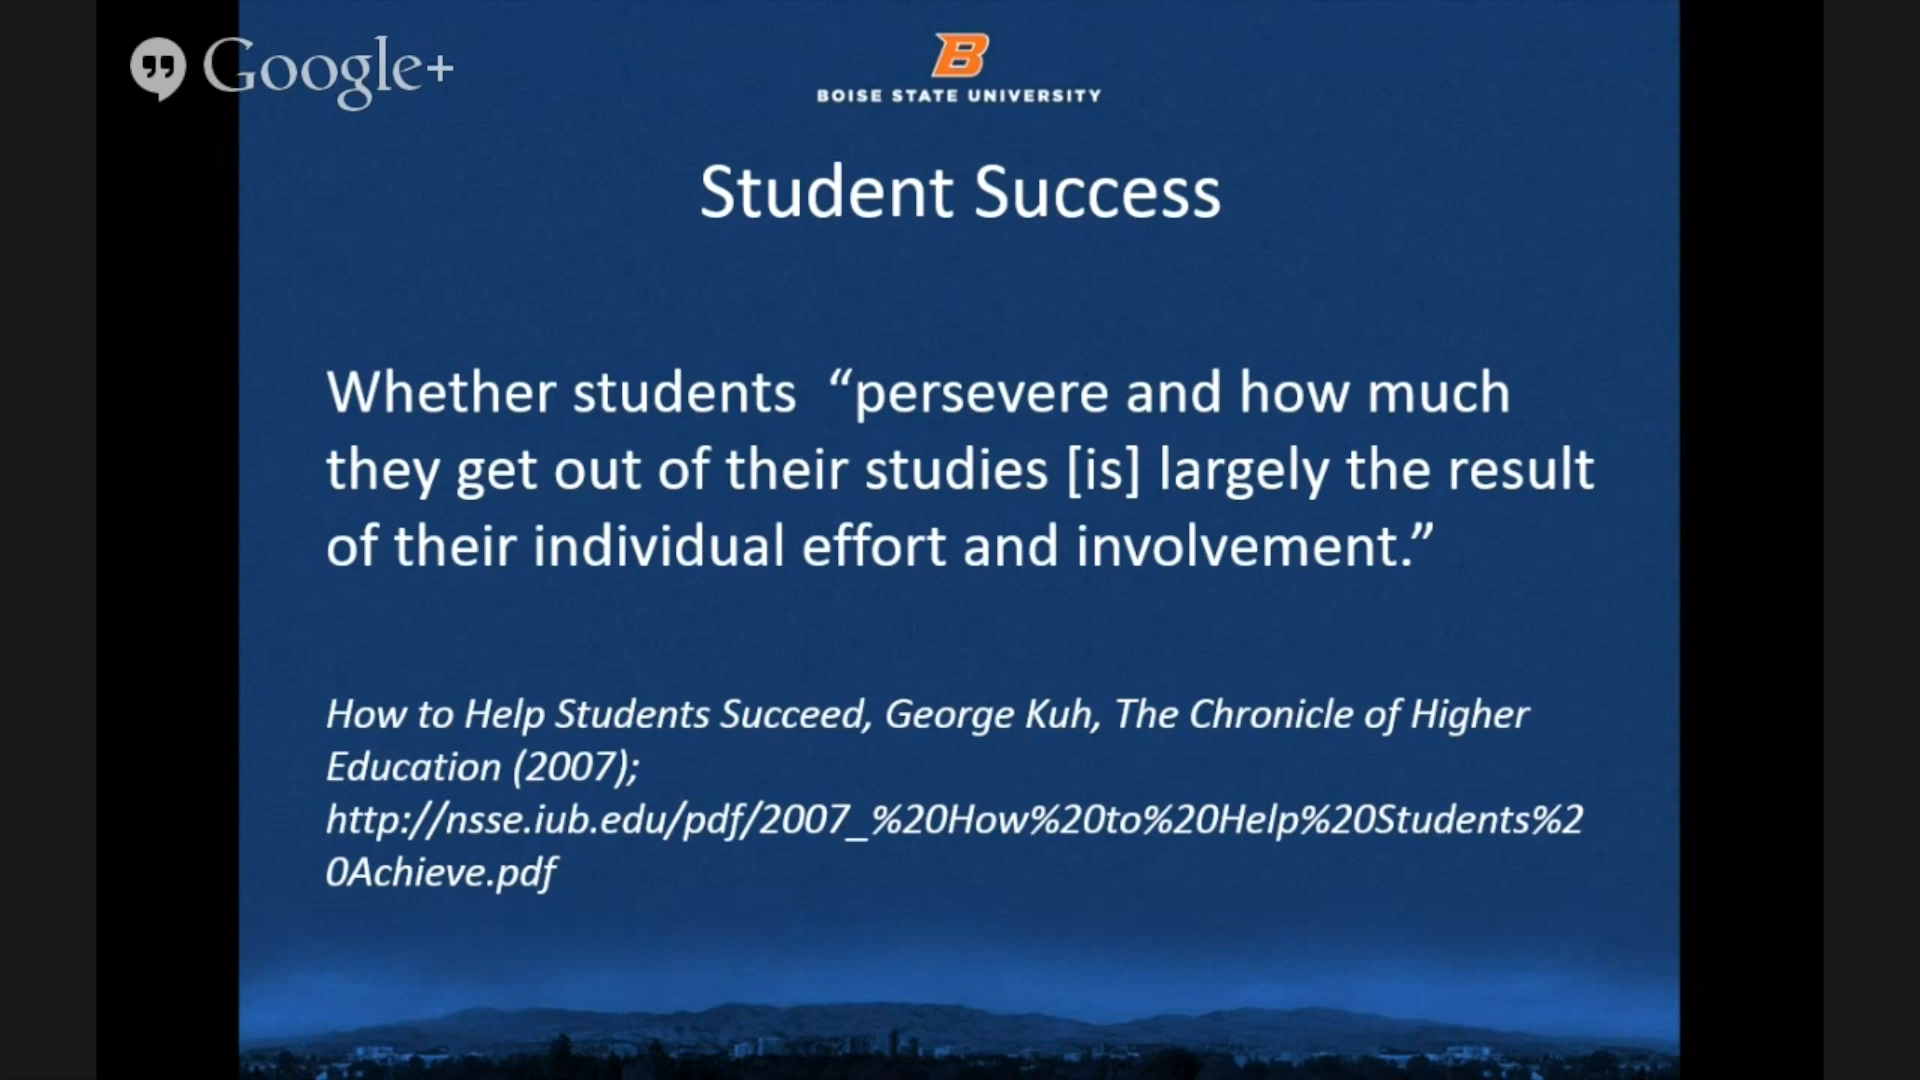 Google+
B
BOISE STATE UNIVERSITY
Student Success
Whether students “persevere and how much
they get out of their studies [is] largely the result
of their individual effort and involvement.”
How to Help Students Succeed, George Kuh, The Chronicle of Higher
Education (2007);
http://nsse.iub.edu/pdf/2007_%20How%20to%20Help%20Students%2
0Achieve.pdf